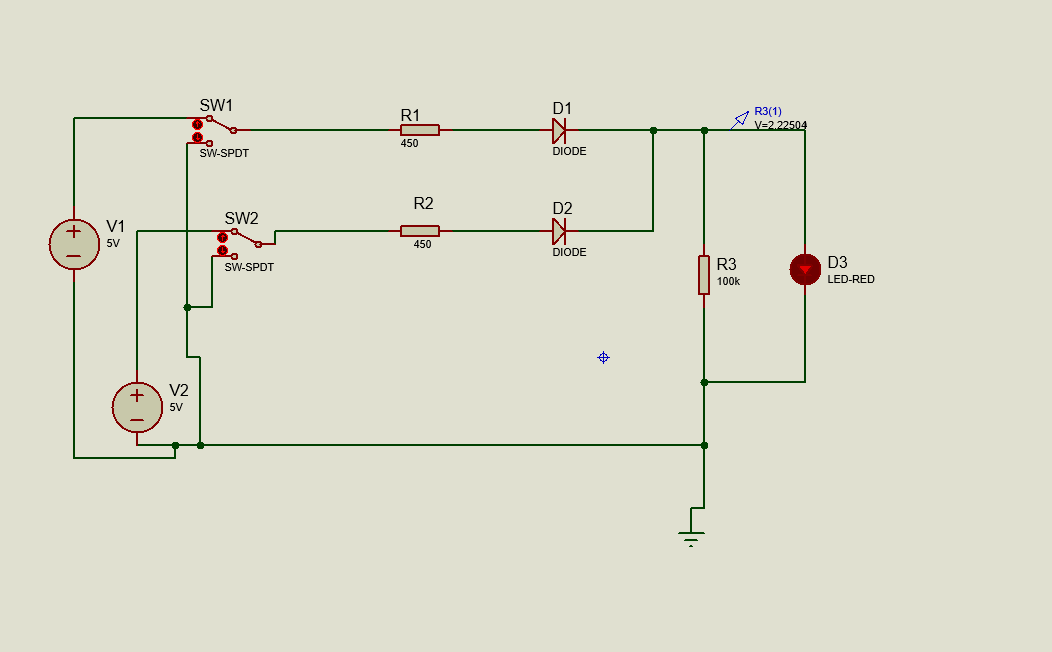 SW1
SW-SPDT
R1
450
D1
DIODE
R3(1)
V=2.22504
V1
5V
SW2
SW-SPDT
R2
450
D2
DIODE
R3
100k
D3
LED-RED
V2
5V